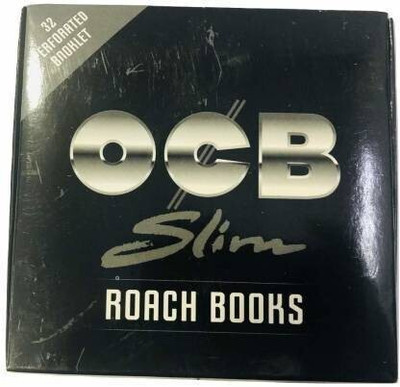 32
PERFORATED
BOOKLET
OCB
Slim
ROACH BOOKS